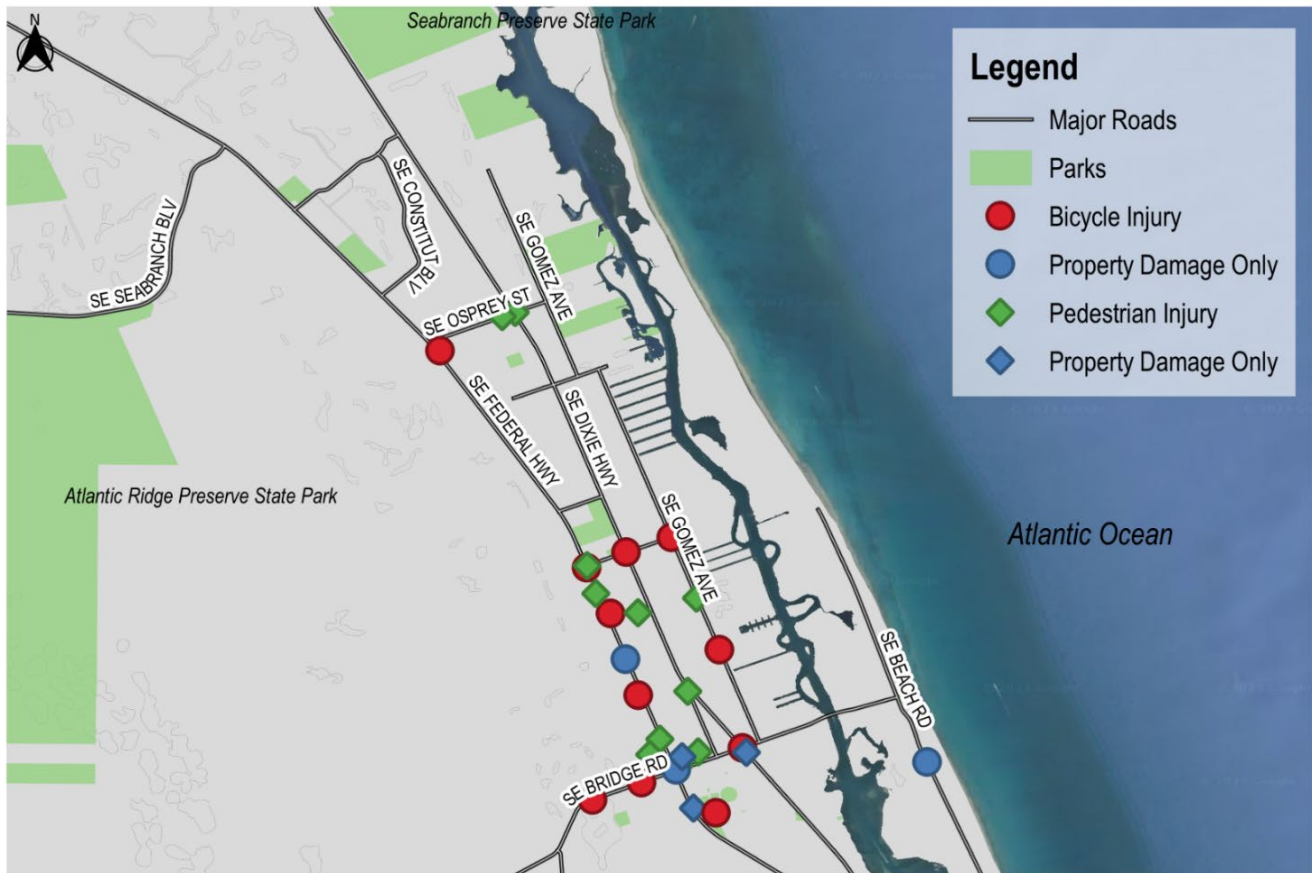 Seabranch Preserve State Park
N
Legend
Major Roads
Parks
Bicycle Injury
Property Damage Only
Pedestrian Injury
Property Damage Only
SE SEABRANCH BLV
SE CONSTITUT BLV
SE GOMEZ AVE
SE OSPREY ST
SE FEDERAL HWY
SE DIXIE HWY
Atlantic Ridge Preserve State Park
SE GOMEZ AVE
Atlantic Ocean
SE BEACH RD
SE BRIDGE RD